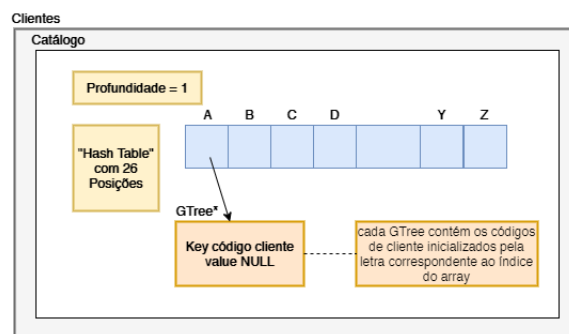 Clientes
Catálogo
Profundidade = 1
A B C D Y Z
"Hash Table"
com 26
Posições
GTree*
Key código cliente
value NULL
cada GTree contém os códigos
de cliente inicializados pela
letra correspondente ao índice
do array